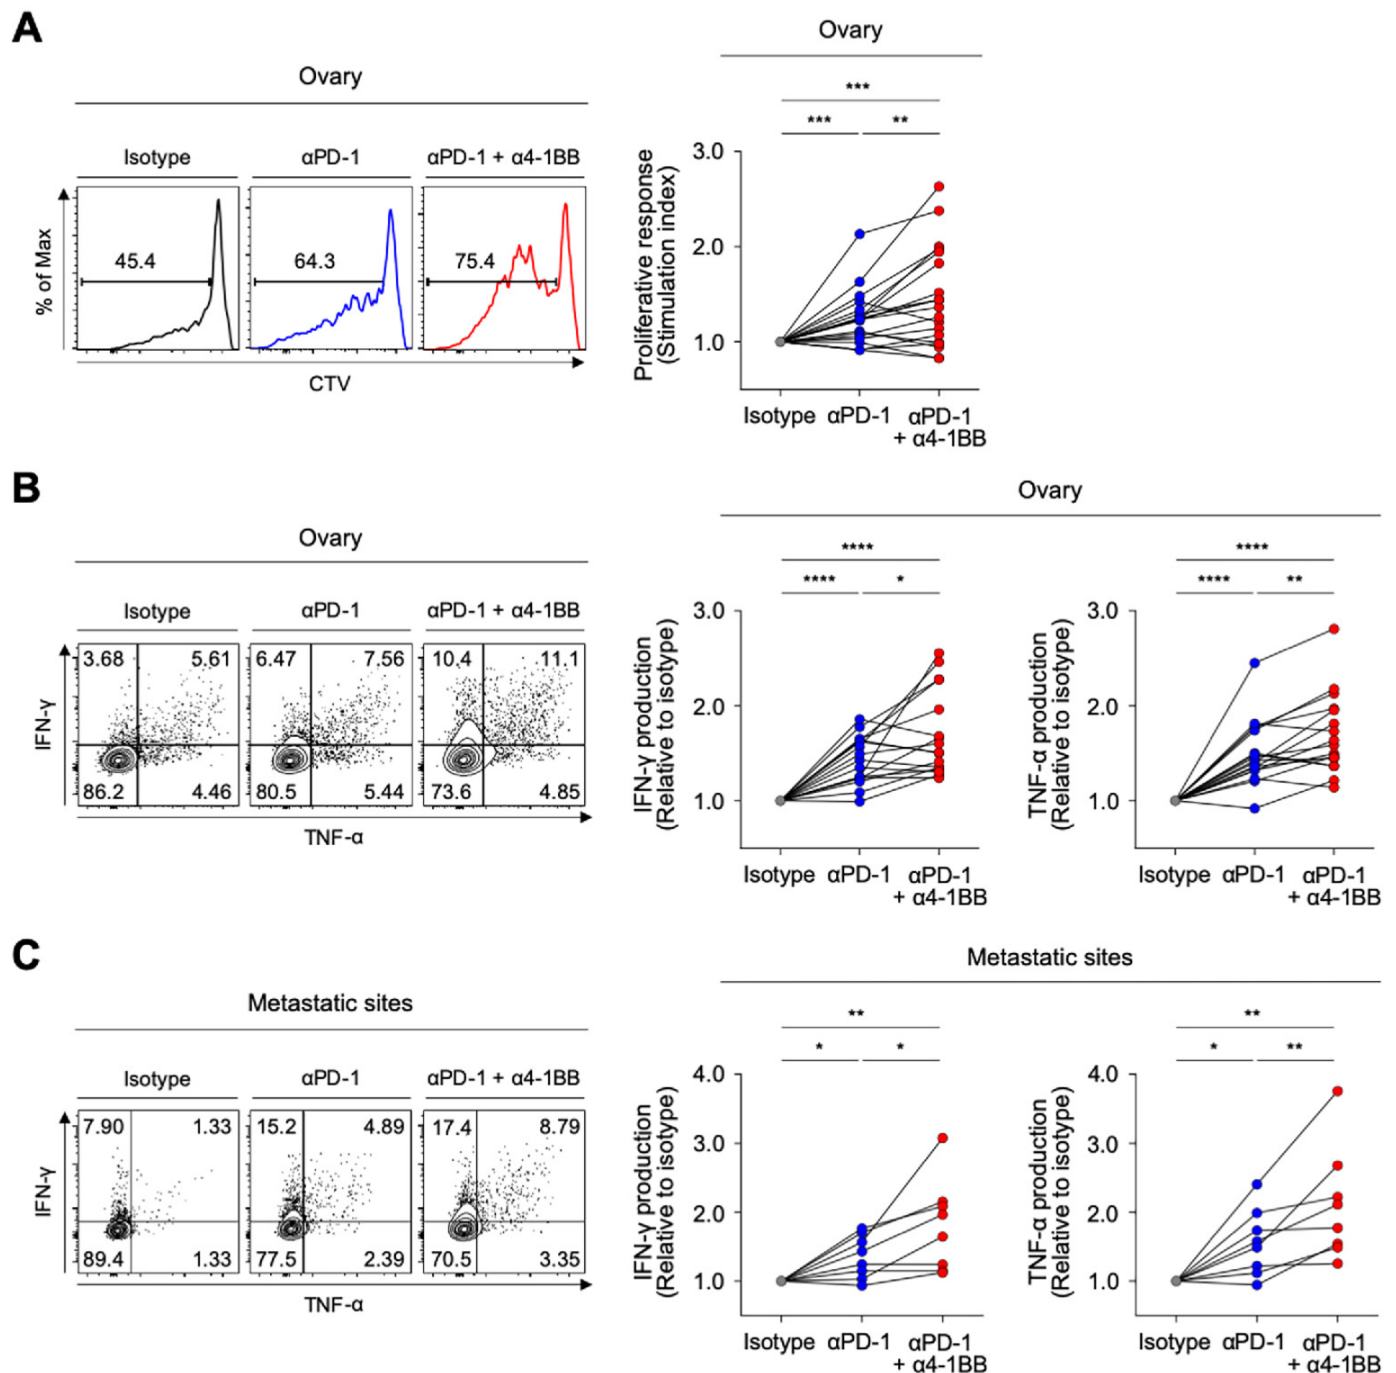 A
Ovary
Isotype
αPD-1
αPD-1 + α4-1BB
% of Max
45.4
64.3
75.4
CTV
Ovary
***
***
**
Proliferative response
(Stimulation index)
3.0
2.0
1.0
Isotype
αPD-1
αPD-1
+ α4-1BB
B
Ovary
Isotype
αPD-1
αPD-1 + α4-1BB
IFN-γ
3.68
5.61
86.2
4.46
6.47
7.56
80.5
5.44
10.4
11.1
73.6
4.85
TNF-α
Ovary
****
****
*
IFN-γ production
(Relative to isotype)
3.0
2.0
1.0
Isotype
αPD-1
αPD-1
+ α4-1BB
****
****
**
TNF-α production
(Relative to isotype)
3.0
2.0
1.0
Isotype
αPD-1
αPD-1
+ α4-1BB
C
Metastatic sites
Isotype
αPD-1
αPD-1 + α4-1BB
IFN-γ
7.90
1.33
89.4
1.33
15.2
4.89
77.5
2.39
17.4
8.79
70.5
3.35
TNF-α
Metastatic sites
**
*
*
IFN-γ production
(Relative to isotype)
4.0
3.0
2.0
1.0
Isotype
αPD-1
αPD-1
+ α4-1BB
**
*
**
TNF-α production
(Relative to isotype)
4.0
3.0
2.0
1.0
Isotype
αPD-1
αPD-1
+ α4-1BB